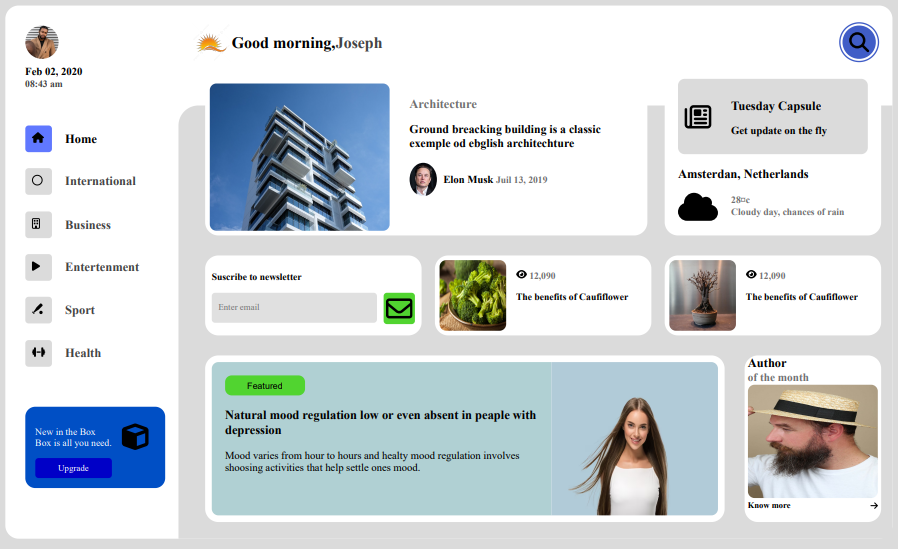 Feb 02, 2020
08:43 am
Good morning,Joseph
Home
International
Business
Entertenment
Sport
Health
New in the Box
Box is all you need.
Upgrade
Architecture
Ground breacking building is a classic
exemple od ebglish architechture
Elon Musk Juil 13, 2019
Tuesday Capsule
Get update on the fly
Amsterdan, Netherlands
28¤c
Cloudy day, chances of rain
Suscribe to newsletter
Enter email
12,090
The benefits of Caufiflower
12,090
The benefits of Caufiflower
Featured
Natural mood regulation low or even absent in peaple with
depression
Mood varies from hour to hours and healty mood regulation involves
shoosing activities that help settle ones mood.
Author
of the month
Know more